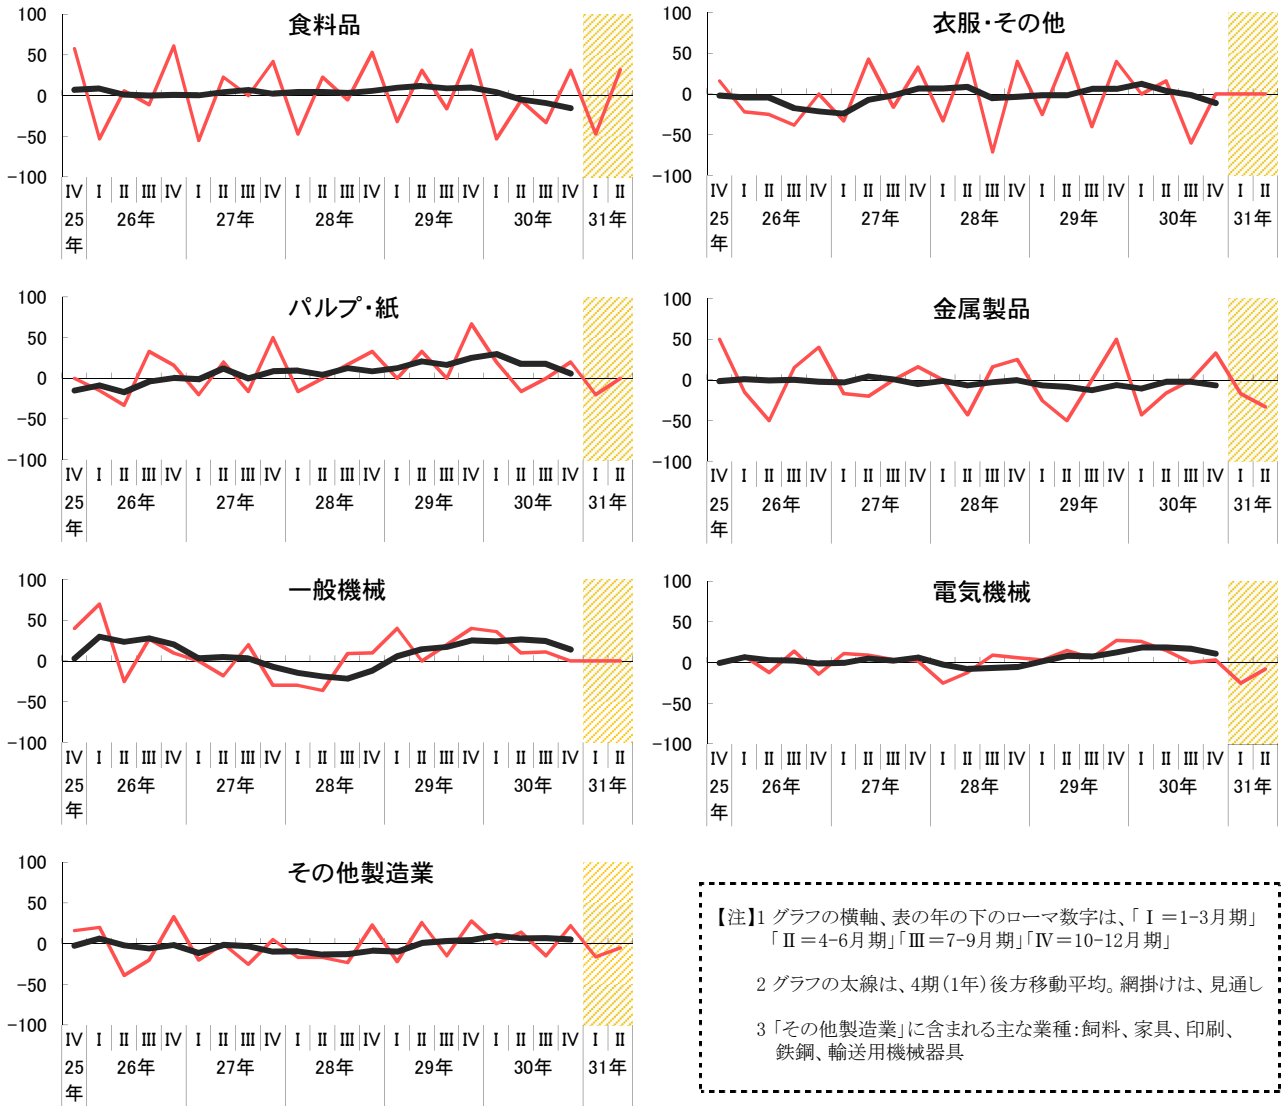 食料品
100
50
0
-50
-100
Ⅳ Ⅰ Ⅱ Ⅲ Ⅳ Ⅰ Ⅱ Ⅲ Ⅳ Ⅰ Ⅱ Ⅲ Ⅳ Ⅰ Ⅱ Ⅲ Ⅳ Ⅰ Ⅱ Ⅲ Ⅳ Ⅰ Ⅱ
25 26年 27年 28年 29年 30年 31年
年
衣服・その他
100
50
0
-50
-100
Ⅳ Ⅰ Ⅱ Ⅲ Ⅳ Ⅰ Ⅱ Ⅲ Ⅳ Ⅰ Ⅱ Ⅲ Ⅳ Ⅰ Ⅱ Ⅲ Ⅳ Ⅰ Ⅱ Ⅲ Ⅳ Ⅰ Ⅱ
25 26年 27年 28年 29年 30年 31年
年
パルプ・紙
100
50
0
-50
-100
Ⅳ Ⅰ Ⅱ Ⅲ Ⅳ Ⅰ Ⅱ Ⅲ Ⅳ Ⅰ Ⅱ Ⅲ Ⅳ Ⅰ Ⅱ Ⅲ Ⅳ Ⅰ Ⅱ Ⅲ Ⅳ Ⅰ Ⅱ
25 26年 27年 28年 29年 30年 31年
年
金属製品
100
50
0
-50
-100
Ⅳ Ⅰ Ⅱ Ⅲ Ⅳ Ⅰ Ⅱ Ⅲ Ⅳ Ⅰ Ⅱ Ⅲ Ⅳ Ⅰ Ⅱ Ⅲ Ⅳ Ⅰ Ⅱ Ⅲ Ⅳ Ⅰ Ⅱ
25 26年 27年 28年 29年 30年 31年
年
一般機械
100
50
0
-50
-100
Ⅳ Ⅰ Ⅱ Ⅲ Ⅳ Ⅰ Ⅱ Ⅲ Ⅳ Ⅰ Ⅱ Ⅲ Ⅳ Ⅰ Ⅱ Ⅲ Ⅳ Ⅰ Ⅱ Ⅲ Ⅳ Ⅰ Ⅱ
25 26年 27年 28年 29年 30年 31年
年
電気機械
100
50
0
-50
-100
Ⅳ Ⅰ Ⅱ Ⅲ Ⅳ Ⅰ Ⅱ Ⅲ Ⅳ Ⅰ Ⅱ Ⅲ Ⅳ Ⅰ Ⅱ Ⅲ Ⅳ Ⅰ Ⅱ Ⅲ Ⅳ Ⅰ Ⅱ
25 26年 27年 28年 29年 30年 31年
年
その他製造業
100
50
0
-50
-100
Ⅳ Ⅰ Ⅱ Ⅲ Ⅳ Ⅰ Ⅱ Ⅲ Ⅳ Ⅰ Ⅱ Ⅲ Ⅳ Ⅰ Ⅱ Ⅲ Ⅳ Ⅰ Ⅱ Ⅲ Ⅳ Ⅰ Ⅱ
25 26年 27年 28年 29年 30年 31年
年
【注】1 グラフの横軸、表の年の下のローマ数字は、「Ⅰ=1-3月期」
「Ⅱ=4-6月期」「Ⅲ=7-9月期」「Ⅳ=10-12月期」
2 グラフの太線は、4期(1年)後方移動平均。網掛けは、見通し
3 「その他製造業」に含まれる主な業種:飼料、家具、印刷、
鉄鋼、輸送用機械器具